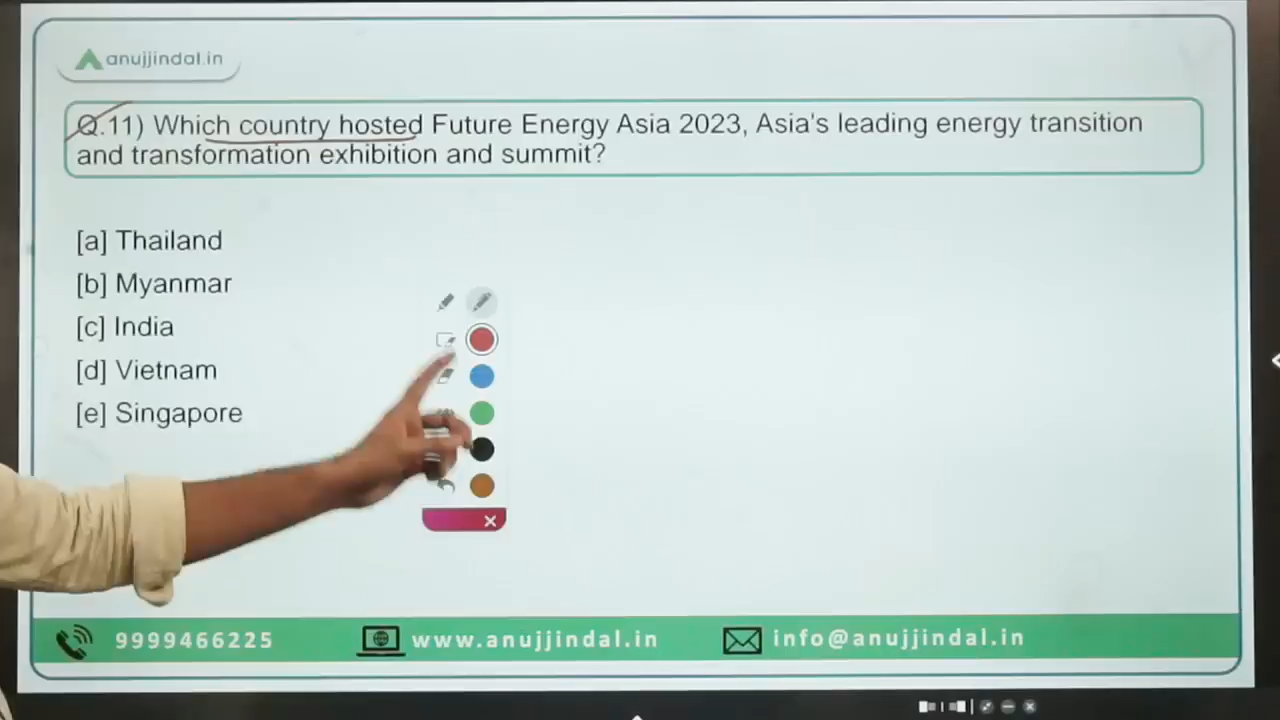 anujjindal.in
Q.11) Which country hosted Future Energy Asia 2023, Asia's leading energy transition
and transformation exhibition and summit?
[a] Thailand
[b] Myanmar
[c] India
[d] Vietnam
[e] Singapore
9999466225
www.anujjindal.in
info@anujjindal.in